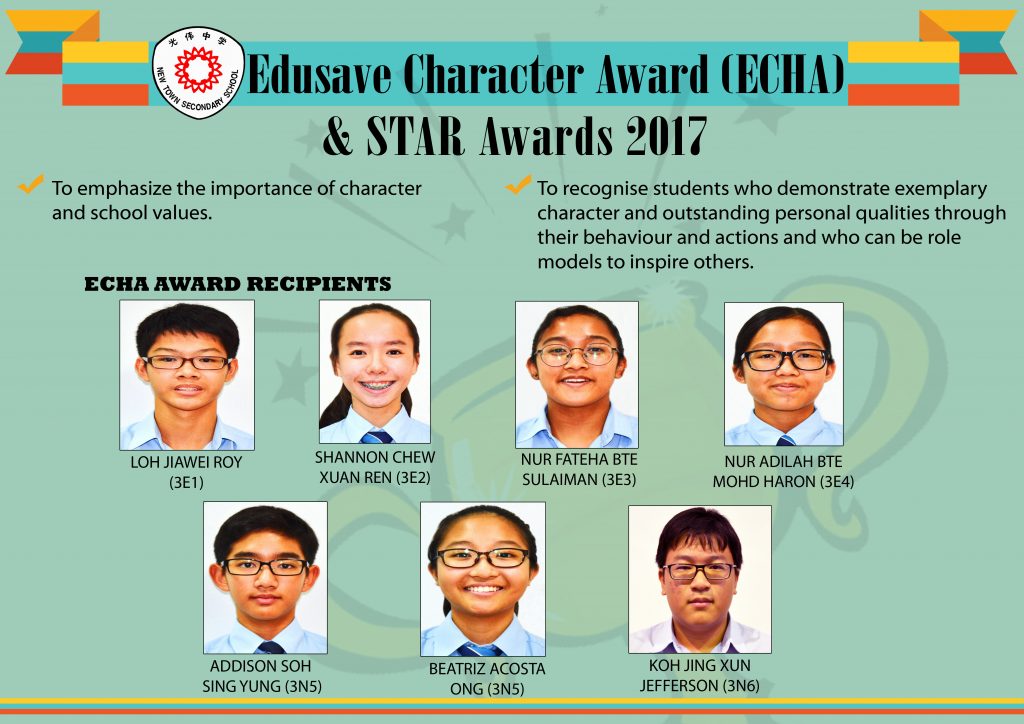 光伟中学
NEW TOWN SECONDARY SCHOOL
Edusave Character Award (ECHA)
& STAR Awards 2017
To emphasize the importance of character
and school values.
To recognise students who demonstrate exemplary
character and outstanding personal qualities through
their behaviour and actions and who can be role
models to inspire others.
ECHA AWARD RECIPIENTS
LOH JIAWEI ROY
(3E1)
SHANNON CHEW
XUAN REN (3E2)
NUR FATEHA BTE
SULAIMAN (3E3)
NUR ADILAH BTE
MOHD HARON (3E4)
ADDISON SOH
SING YUNG (3N5)
BEATRIZ ACOSTA
ONG (3N5)
KOH JING XUN
JEFFERSON (3N6)